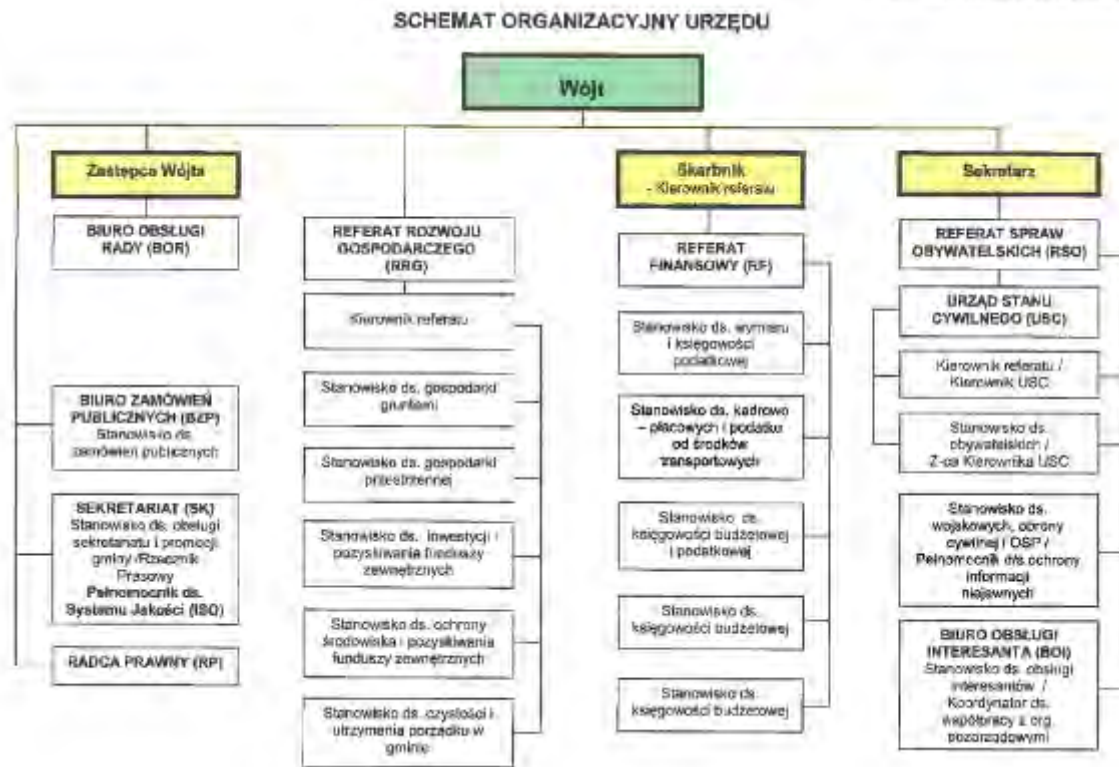 SCHEMAT ORGANIZACYJNY URZĘDU
Wójt
Zastępca Wójta
BIURO OBSŁUGI
RADY (BOR)
BIURO ZAMÓWIEŃ
PUBLICZNYCH (BZP)
Stanowisko ds.
zamówień publicznych
SEKRETARIAT (SK)
Stanowisko ds. obsługi
sekretariatu i promocji
gminy /Rzecznik
Prasowy
Pełnomocnik ds.
Systemu Jakości (ISO)
RADCA PRAWNY (RP)
REFERAT ROZWOJU
GOSPODARCZEGO
(RRG)
Kierownik referatu
Stanowisko ds. gospodarki
gruntami
Stanowisko ds. gospodarki
przestrzennej
Stanowisko ds. inwestycji i
pozyskiwania funduszy
zewnętrznych
Stanowisko ds. ochrony
środowiska i pozyskiwania
funduszy zewnętrznych
Stanowisko ds. czystości i
utrzymania porządku w
gminie
Skarbnik
- Kierownik referatu
REFERAT
FINANSOWY (RF)
Stanowisko ds. wymiaru
i księgowości
podatkowej
Stanowisko ds. kadrowo
– płacowych i podatku
od środków
transportowych
Stanowisko ds.
księgowości budżetowej
i podatkowej
Stanowisko ds.
księgowości budżetowej
Stanowisko ds.
księgowości budżetowej
Sekretarz
REFERAT SPRAW
OBYWATELSKICH (RSO)
URZĄD STANU
CYWILNEGO (USC)
Kierownik referatu /
Kierownik USC
Stanowisko ds.
obywatelskich /
Z-ca Kierownika USC
Stanowisko ds.
wojskowych, obrony
cywilnej i OSP /
Pełnomocnik d/s ochrony
informacji
niejawnych
BIURO OBSŁUGI
INTERESANTA (BOI)
Stanowisko ds. obsługi
interesantów /
Koordynator ds.
współpracy z org.
pozarządowymi